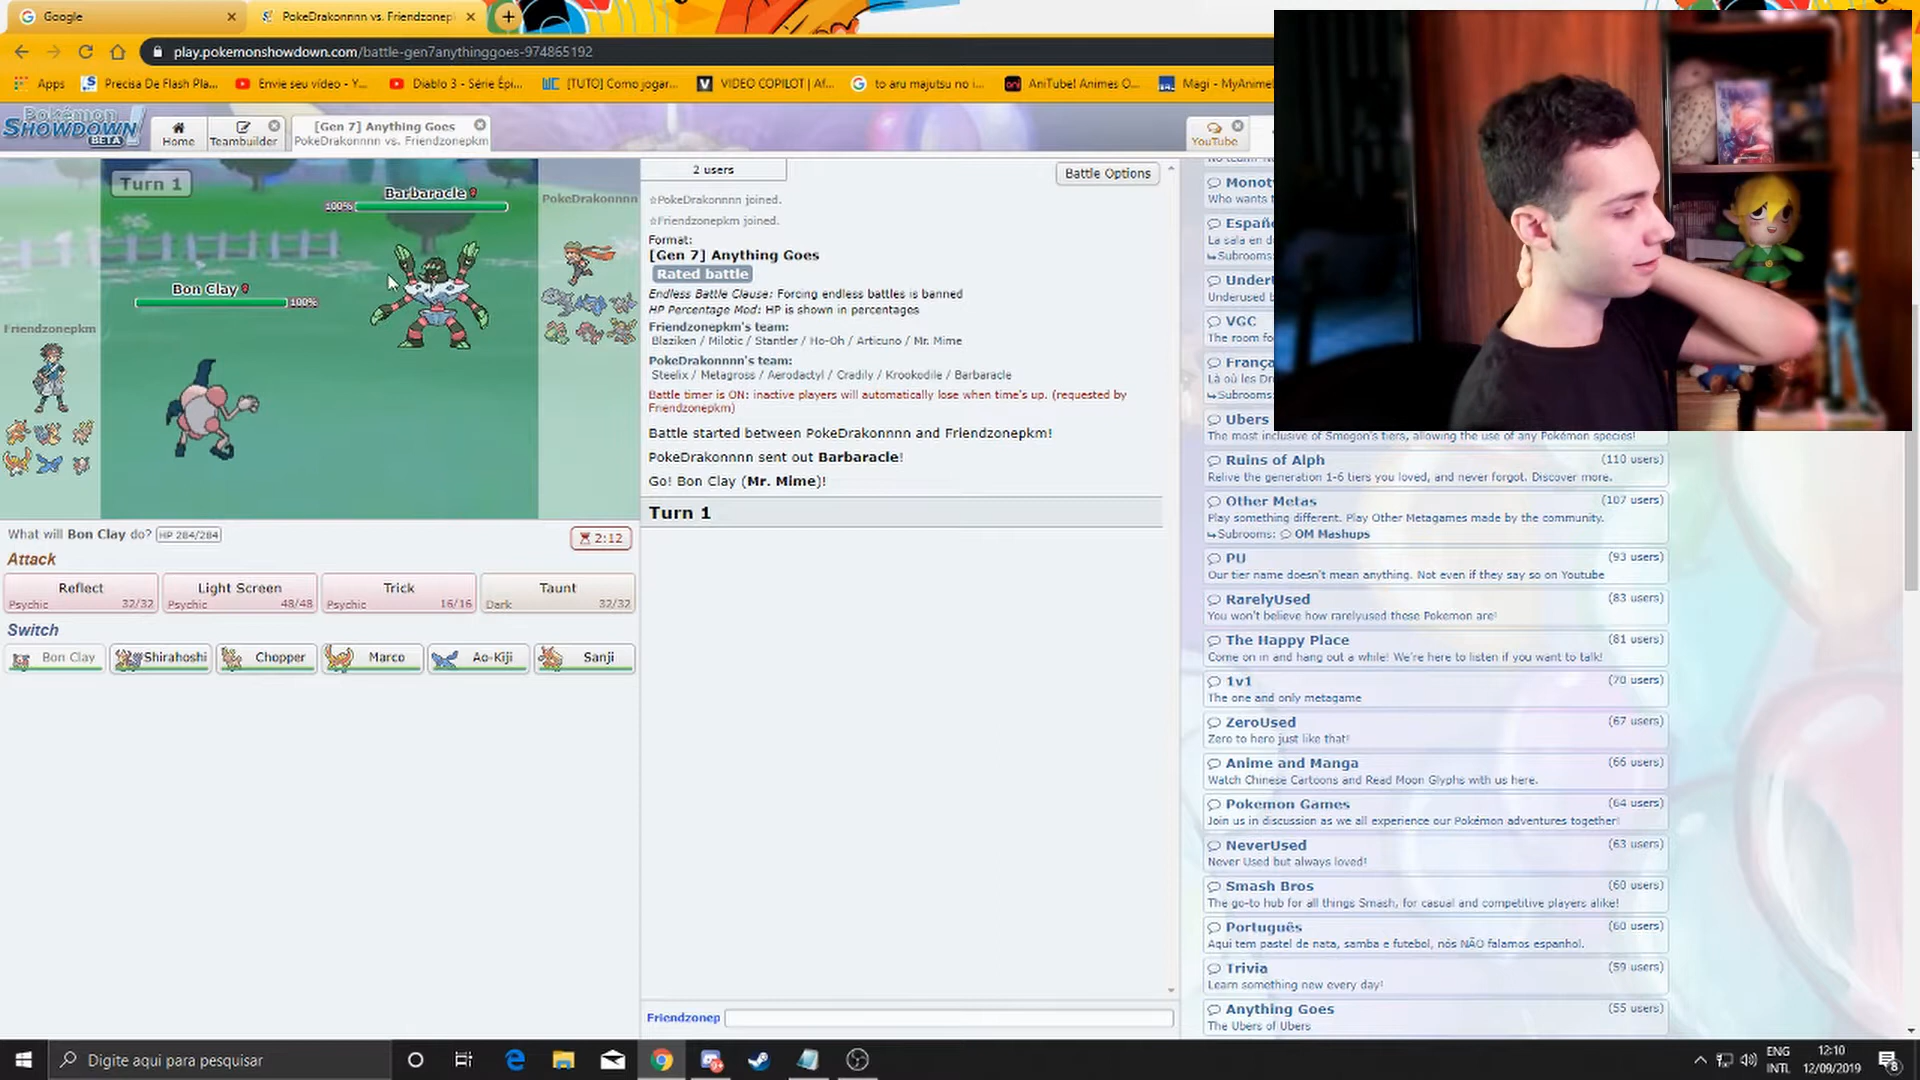 Google
PokeDrakonnnn vs. Friendzonepk
play.pokemonshowdown.com/battle-gen7anythinggoes-974865192
Apps
Precisa De Flash Pla...
Envie seu vídeo - Y...
Diablo 3 - Série Épi...
[TUTO] Como jogar...
VIDEO COPILOT | Af...
to aru majutsu no i...
AniTube! Animes O...
Magi - MyAnimel
Pokémon
SHOWDOWN!
BETA
Home
Teambuilder
[Gen 7] Anything Goes
PokeDrakonnnn vs. Friendzonepkm
YouTube
Turn 1
Barbaracle
100%
Bon Clay
100%
Friendzonepkm
PokeDrakonnnn
2 users
Battle Options
☆PokeDrakonnnn joined.
☆Friendzonepkm joined.
Format:
[Gen 7] Anything Goes
Rated battle
Endless Battle Clause: Forcing endless battles is banned
HP Percentage Mod: HP is shown in percentages
Friendzonepkm's team:
Blaziken / Milotic / Stantler / Ho-Oh / Articuno / Mr. Mime
PokeDrakonnnn's team:
Steelix / Metagross / Aerodactyl / Cradily / Krookodile / Barbaracle
Battle timer is ON: inactive players will automatically lose when time's up. (requested by
Friendzonepkm)
Battle started between PokeDrakonnnn and Friendzonepkm!
PokeDrakonnnn sent out Barbaracle!
Go! Bon Clay (Mr. Mime)!
Turn 1
What will Bon Clay do? HP 284/284
2:12
Attack
Reflect
Psychic 32/32
Light Screen
Psychic 48/48
Trick
Psychic 16/16
Taunt
Dark 32/32
Switch
Bon Clay
Shirahoshi
Chopper
Marco
Ao-Kiji
Sanji
Friendzonep
Monot
Who wants t
Españo
La sala en d
↳Subrooms:
Under
Underused b
VGC
The room fo
França
Là où les Dr
↳Subrooms:
Ubers
The most inclusive of Smogon's tiers, allowing the use of any Pokémon species!
Ruins of Alph (110 users)
Relive the generation 1-6 tiers you loved, and never forgot. Discover more.
Other Metas (107 users)
Play something different. Play Other Metagames made by the community.
↳Subrooms: OM Mashups
PU (93 users)
Our tier name doesn't mean anything. Not even if they say so on Youtube
RarelyUsed (83 users)
You won't believe how rarelyused these Pokemon are!
The Happy Place (81 users)
Come on in and hang out a while! We're here to listen if you want to talk!
1v1 (70 users)
The one and only metagame
ZeroUsed (67 users)
Zero to hero just like that!
Anime and Manga (66 users)
Watch Chinese Cartoons and Read Moon Glyphs with us here.
Pokemon Games (64 users)
Join us in discussion as we all experience our Pokémon adventures together!
NeverUsed (63 users)
Never Used but always loved!
Smash Bros (60 users)
The go-to hub for all things Smash, for casual and competitive players alike!
Português (60 users)
Aqui tem pastel de nata, samba e futebol, nós NÃO falamos espanhol.
Trivia (59 users)
Learn something new every day!
Anything Goes (55 users)
The Ubers of Ubers
Digite aqui para pesquisar
ENG
INTL
12:10
12/09/2019